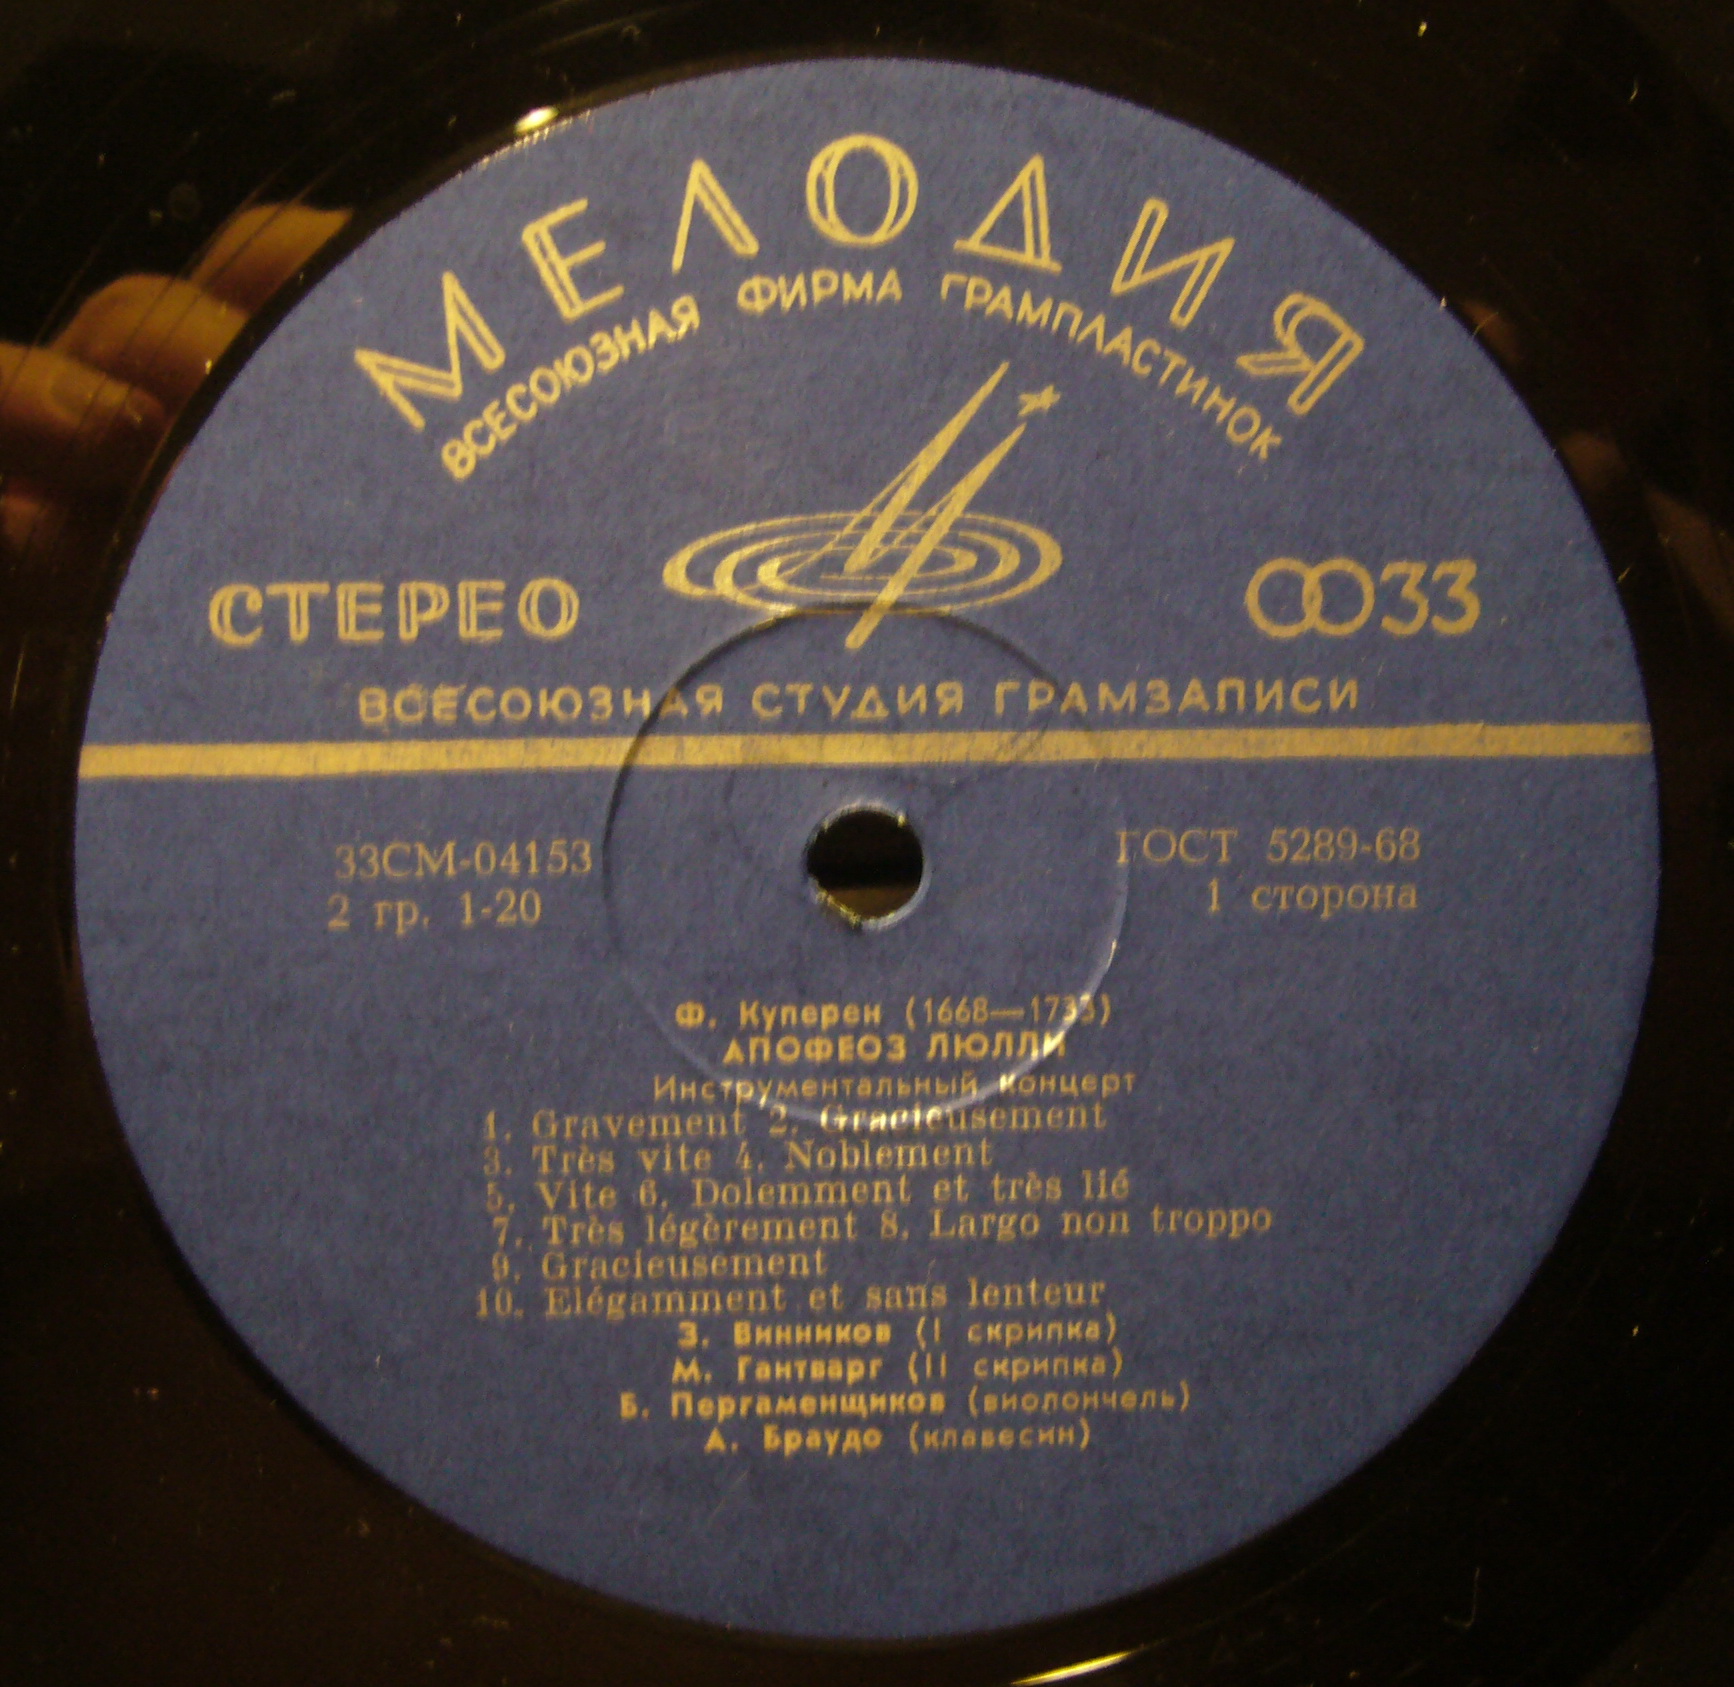 МЕЛОДИЯ
ВСЕСОЮЗНАЯ ФИРМА ГРАМПЛАСТИНОК
СТЕРЕО
33
ВСЕСОЮЗНАЯ СТУДИЯ ГРАМЗАПИСИ
33СМ-04153
2 гр. 1-20
ГОСТ 5289-68
1 сторона
Ф. Куперен (1668—1733)
АПОФЕОЗ ЛЮЛЛИ
Инструментальный концерт
1. Gravement 2. Gracieusement
3. Très vite 4. Noblement
5. Vite 6. Dolemment et très lié
7. Très légèrement 8. Largo non troppo
9. Gracieusement
10. Elégamment et sans lenteur
З. Винников (I скрипка)
М. Гантварг (II скрипка)
Б. Пергаменщиков (виолончель)
А. Браудо (клавесин)